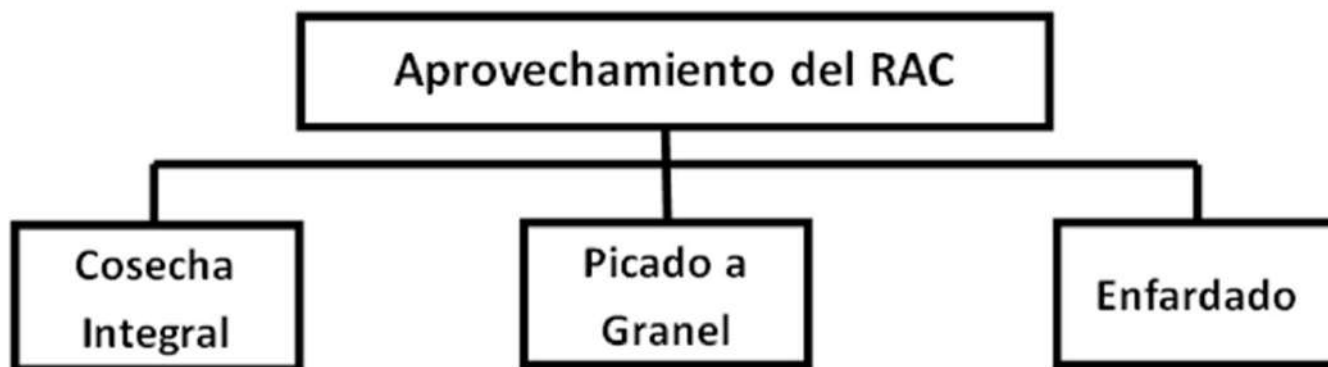 Aprovechamiento del RAC
Cosecha
Integral
Picado a
Granel
Enfardado